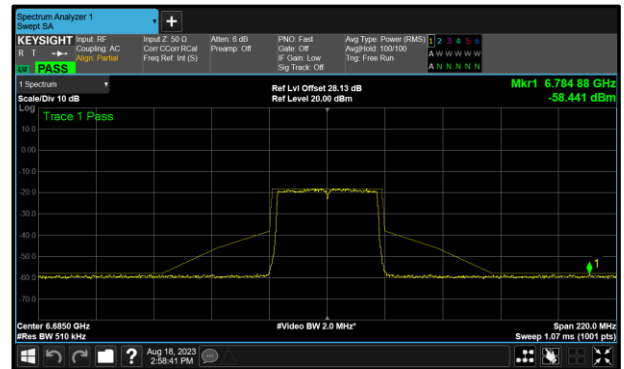 Spectrum Analyzer 1
Swept SA
+
KEYSIGHT
R T
PASS
Input: RF
Coupling: AC
Align: Partial
Input Z: 50 Ω
Corr CCorr RCal
Freq Ref: Int (S)
Atten: 6 dB
Preamp: Off
PNO: Fast
Gate: Off
IF Gain: Low
Sig Track: Off
Avg Type: Power (RMS)
Avg|Hold: 100/100
Trig: Free Run
1 2 3 4 5 6
A W W W W W
A N N N N N
1 Spectrum
Scale/Div 10 dB
Log
Ref Lvl Offset 28.13 dB
Ref Level 20.00 dBm
Mkr1 6.784 88 GHz
-58.441 dBm
Trace 1 Pass
10.0
0.00
-10.0
-20.0
-30.0
-40.0
-50.0
-60.0
-70.0
1
Center 6.6850 GHz
#Res BW 510 kHz
#Video BW 2.0 MHz*
Span 220.0 MHz
Sweep 1.07 ms (1001 pts)
?
Aug 18, 2023
2:58:41 PM